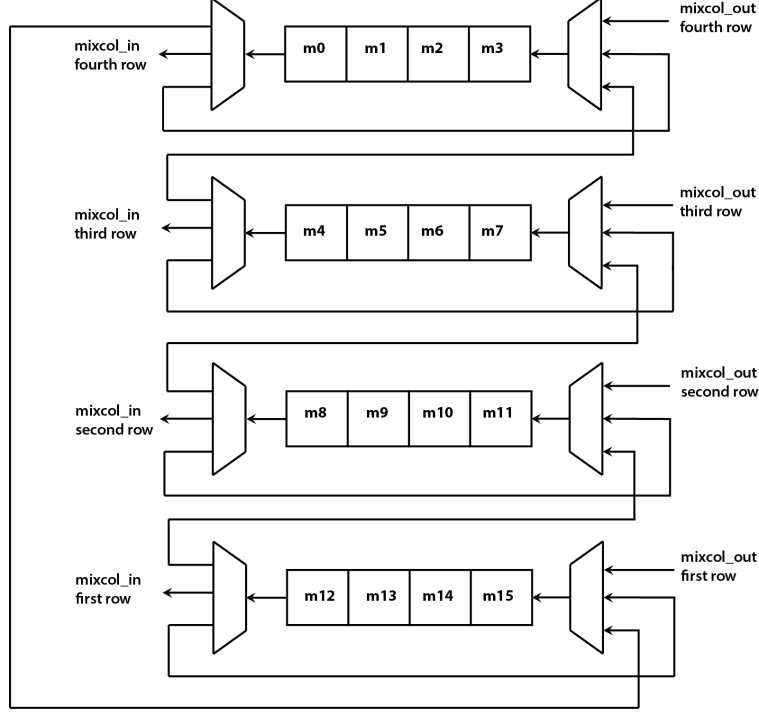 mixcol_out
fourth row
mixcol_in
fourth row
m0 m1 m2 m3
mixcol_out
third row
mixcol_in
third row
m4 m5 m6 m7
mixcol_out
second row
mixcol_in
second row
m8 m9 m10 m11
mixcol_out
first row
mixcol_in
first row
m12 m13 m14 m15